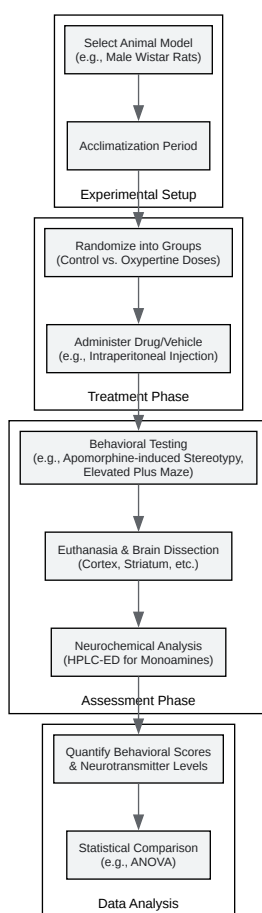 Select Animal Model
(e.g., Male Wistar Rats)
Acclimatization Period
Experimental Setup
Randomize into Groups
(Control vs. Oxypertine Doses)
Administer Drug/Vehicle
(e.g., Intraperitoneal Injection)
Treatment Phase
Behavioral Testing
(e.g., Apomorphine-induced Stereotypy,
Elevated Plus Maze)
Euthanasia & Brain Dissection
(Cortex, Striatum, etc.)
Neurochemical Analysis
(HPLC-ED for Monoamines)
Assessment Phase
Quantify Behavioral Scores
& Neurotransmitter Levels
Statistical Comparison
(e.g., ANOVA)
Data Analysis